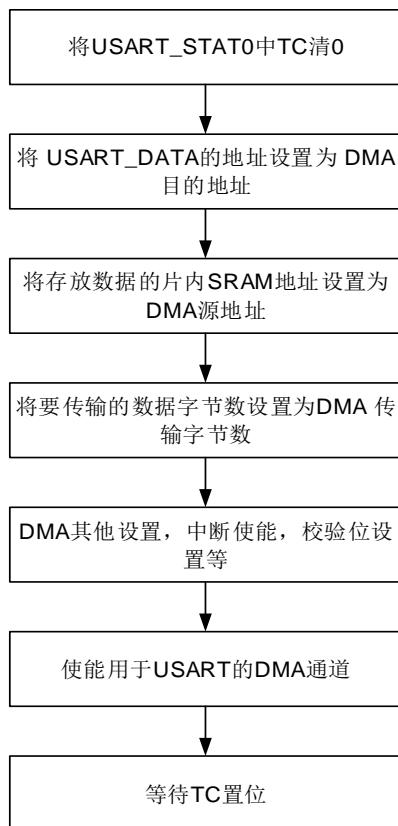 将USART_STAT0中TC清0
将 USART_DATA的地址设置为 DMA
目的地址
将存放数据的片内SRAM地址设置为
DMA源地址
将要传输的数据字节数设置为DMA 传
输字节数
DMA其他设置，中断使能，校验位设
置等
使能用于USART的DMA通道
等待TC置位